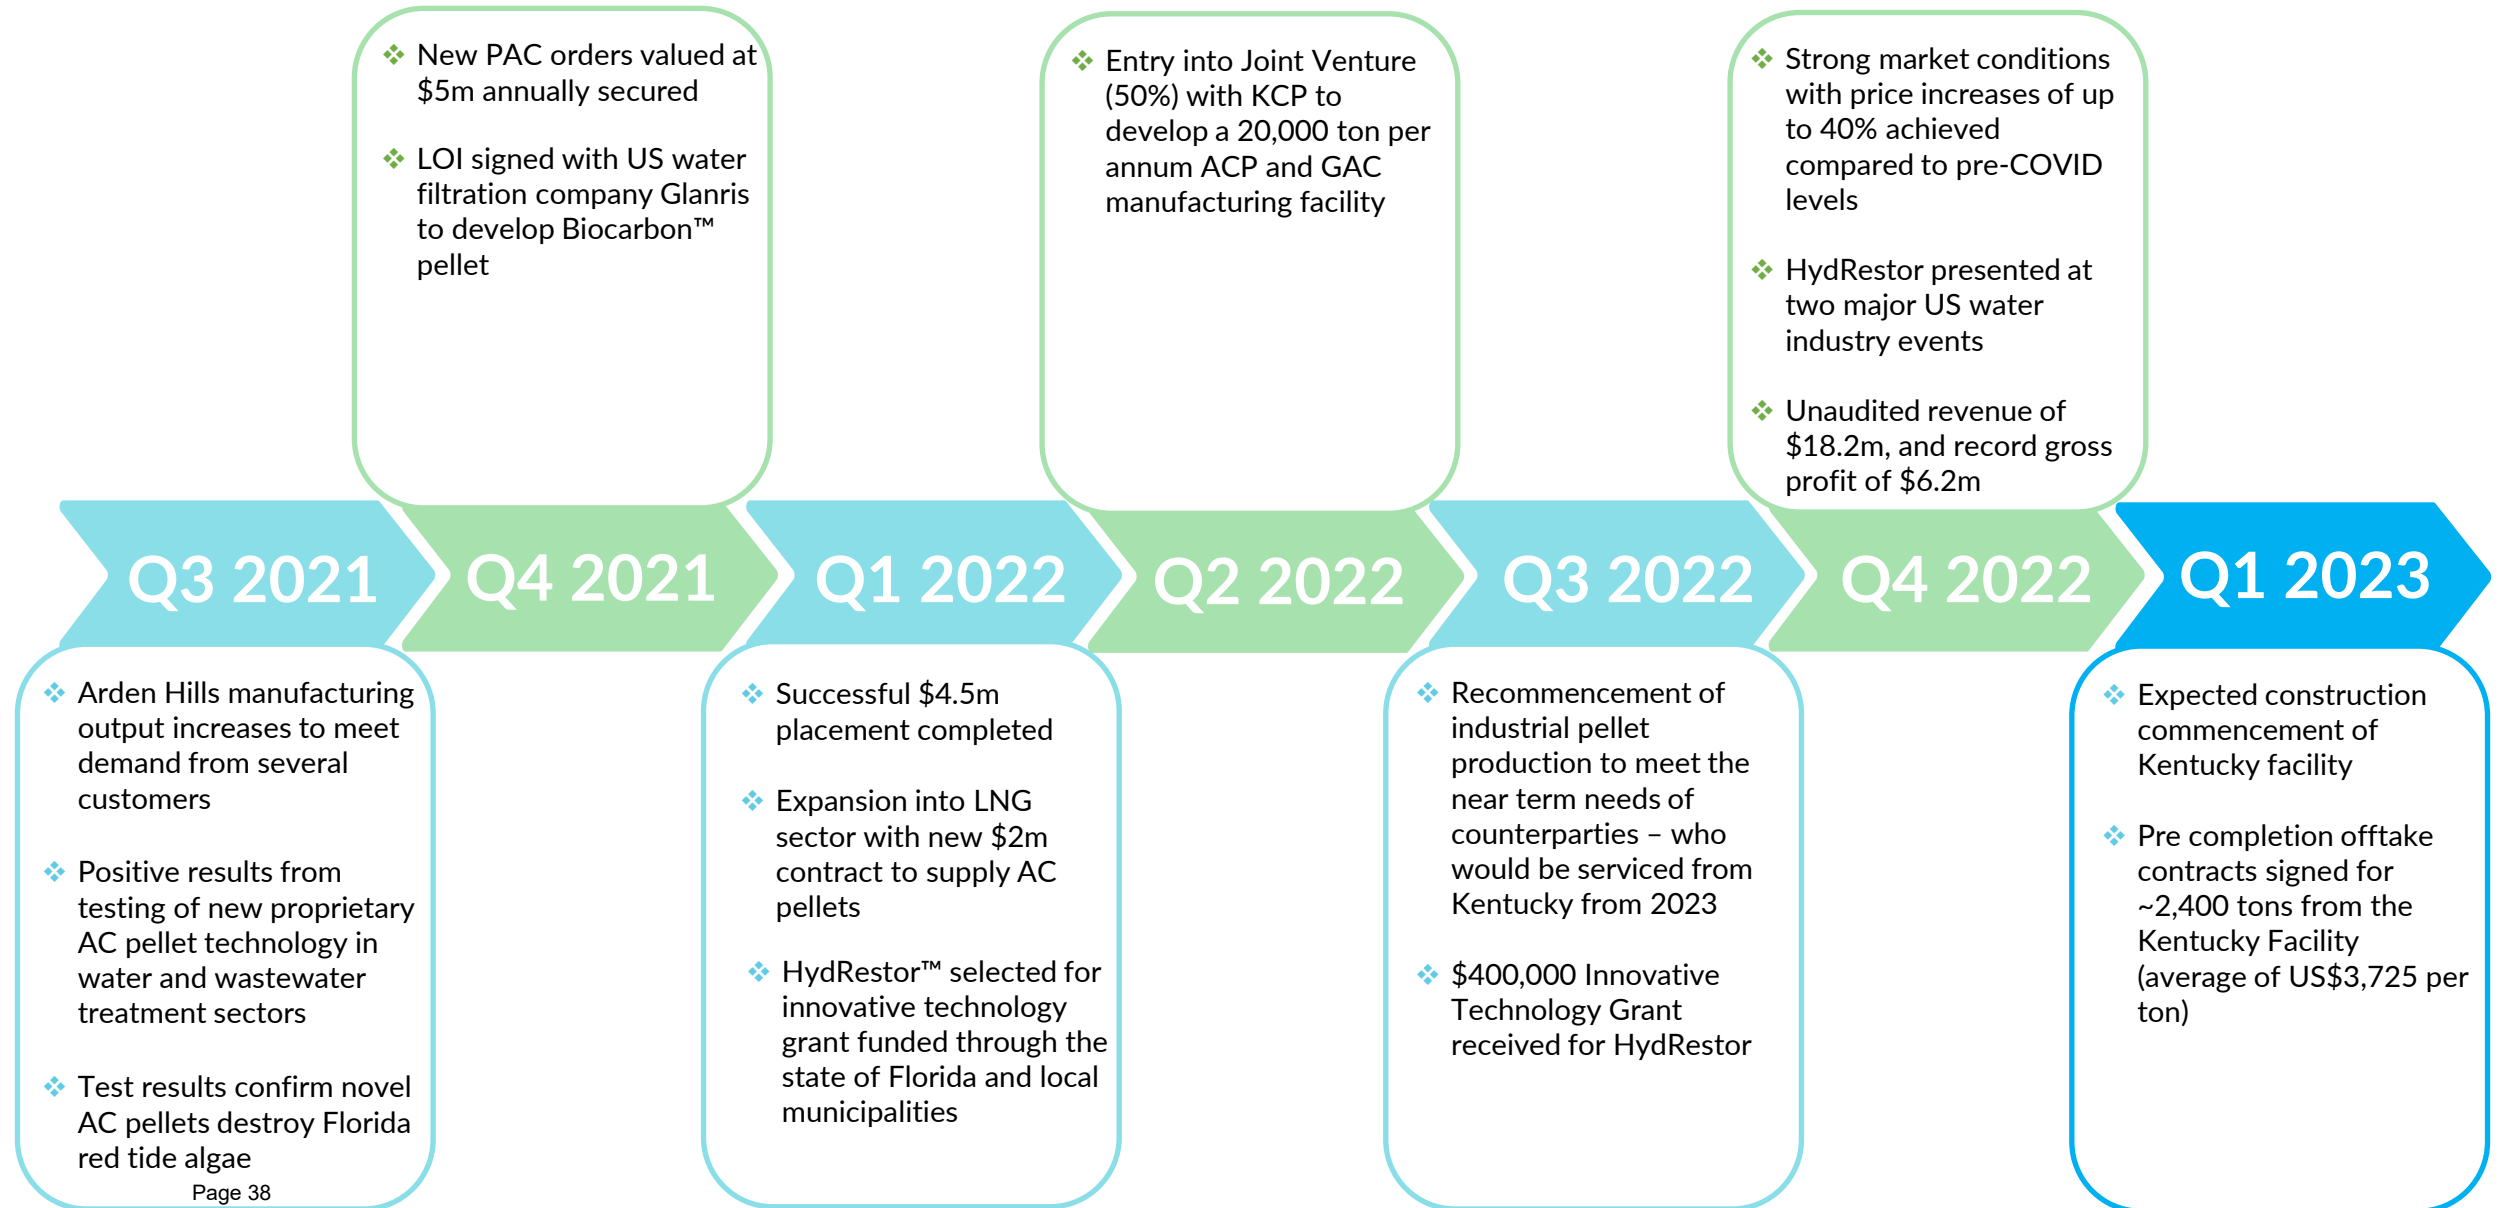 New PAC orders valued at
$5m annually secured
LOI signed with US water
filtration company Glanris
to develop Biocarbon™
pellet
Entry into Joint Venture
(50%) with KCP to
develop a 20,000 ton per
annum ACP and GAC
manufacturing facility
Strong market conditions
with price increases of up
to 40% achieved
compared to pre-COVID
levels
HydRestor presented at
two major US water
industry events
Unaudited revenue of
$18.2m, and record gross
profit of $6.2m
Q3 2021
Q4 2021
Q1 2022
Q2 2022
Q3 2022
Q4 2022
Q1 2023
Arden Hills manufacturing
output increases to meet
demand from several
customers
Positive results from
testing of new proprietary
AC pellet technology in
water and wastewater
treatment sectors
Test results confirm novel
AC pellets destroy Florida
red tide algae
Page 38
Successful $4.5m
placement completed
Expansion into LNG
sector with new $2m
contract to supply AC
pellets
HydRestor™ selected for
innovative technology
grant funded through the
state of Florida and local
municipalities
Recommencement of
industrial pellet
production to meet the
near term needs of
counterparties – who
would be serviced from
Kentucky from 2023
$400,000 Innovative
Technology Grant
received for HydRestor
Expected construction
commencement of
Kentucky facility
Pre completion offtake
contracts signed for
~2,400 tons from the
Kentucky Facility
(average of US$3,725 per
ton)